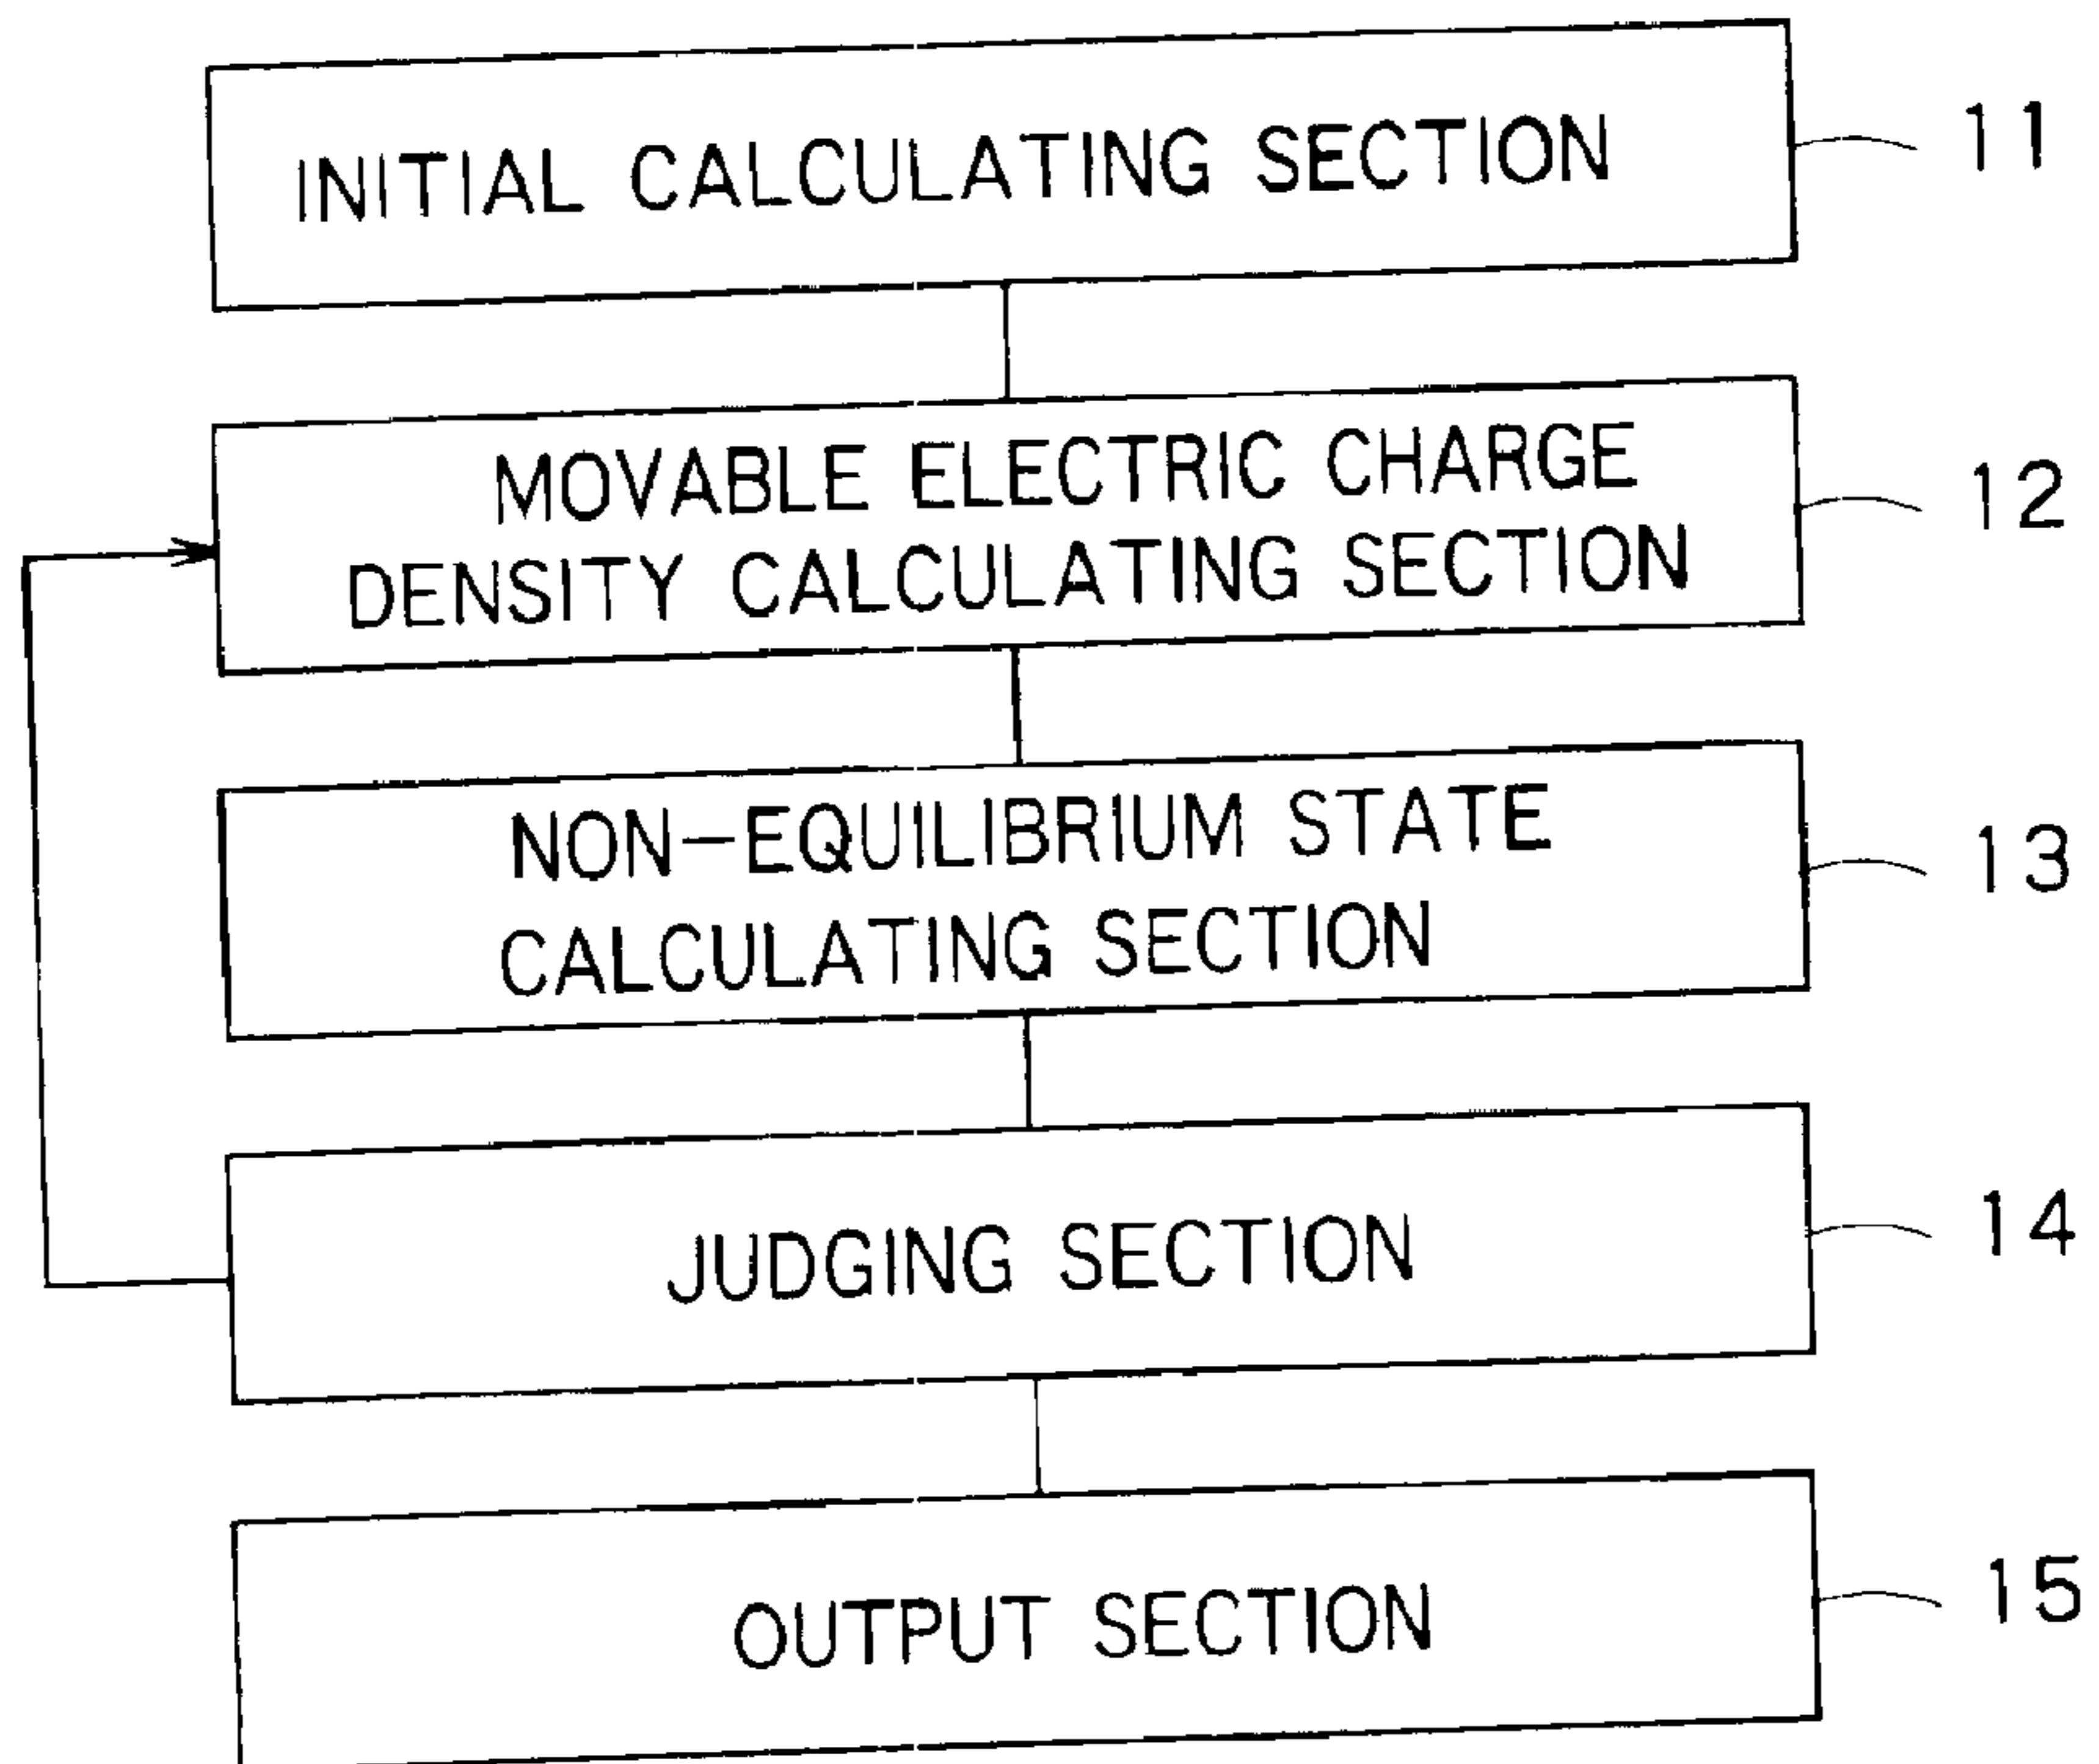 INITIAL CALCULATING SECTION
11
MOVABLE ELECTRIC CHARGE
DENSITY CALCULATING SECTION
12
NON-EQUILIBRIUM STATE
CALCULATING SECTION
13
JUDGING SECTION
14
OUTPUT SECTION
15